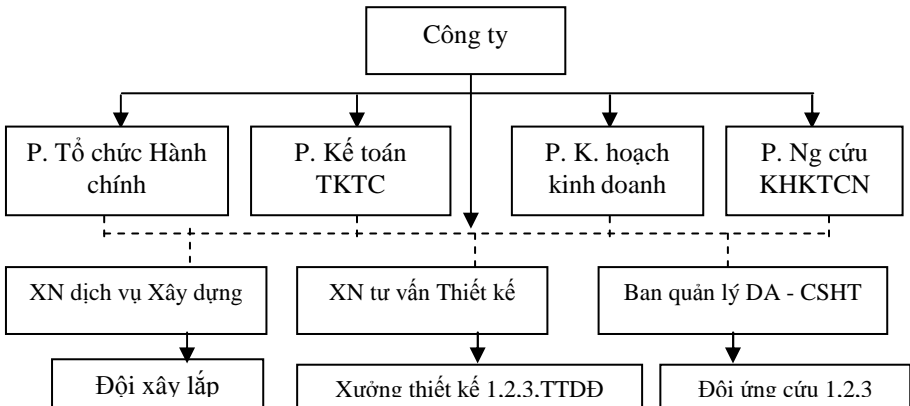 Công ty
P. Tổ chức Hành
chính
P. Kế toán
TKTC
P. K. hoạch
kinh doanh
P. Ng cứu
KHKTCN
XN dịch vụ Xây dựng
XN tư vấn Thiết kế
Ban quản lý DA - CSHT
Đội xây lắp
Xưởng thiết kế 1,2,3,TTDĐ
Đôi ứng cứu 1,2,3